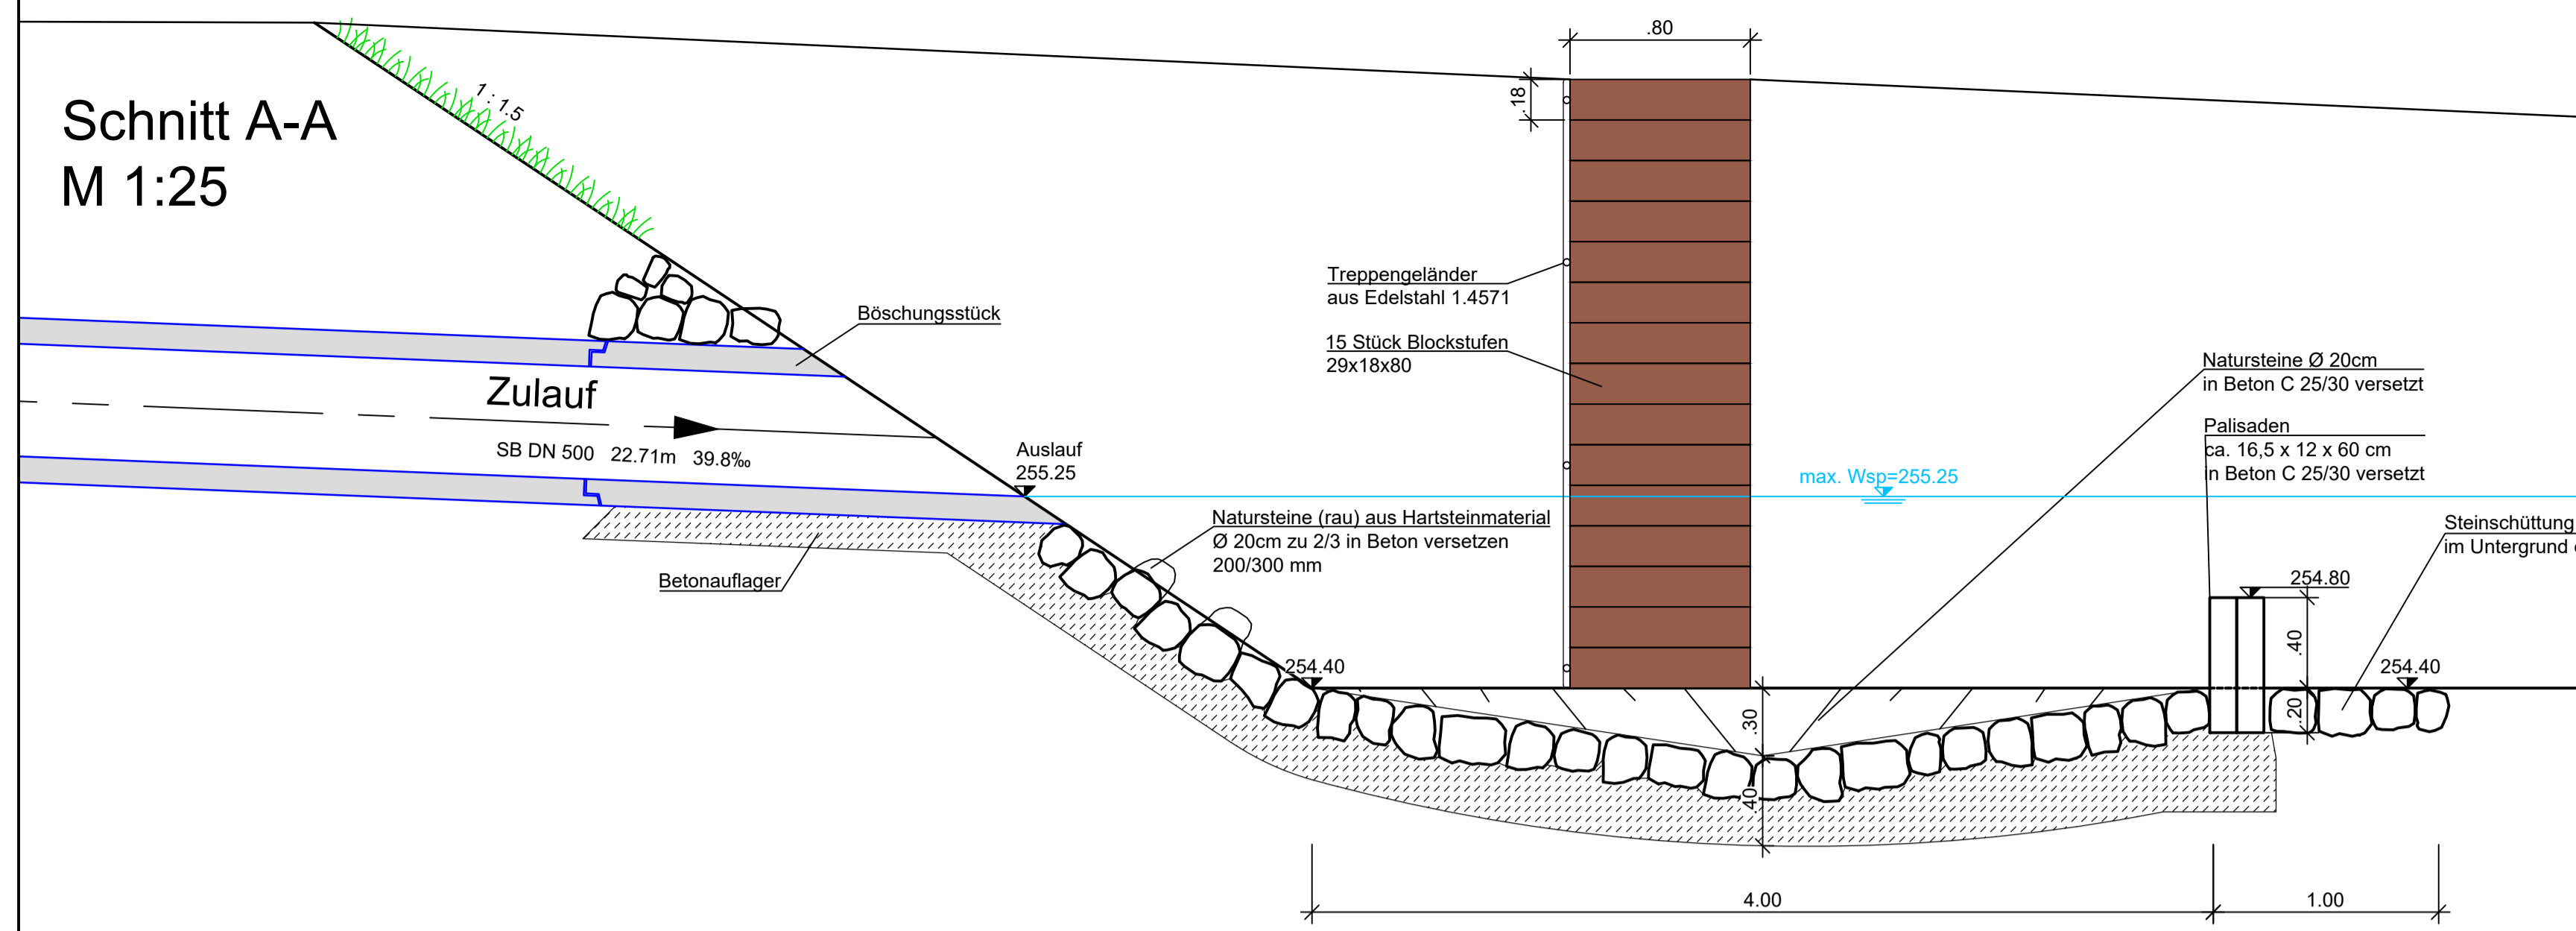 Schnitt A-A
M 1:25
1 : 1.5
.80
.18
Treppengeländer
aus Edelstahl 1.4571
15 Stück Blockstufen
29x18x80
Böschungsstück
Zulauf
SB DN 500 22.71m 39.8‰
Auslauf
255.25
max. Wsp=255.25
Natursteine Ø 20cm
in Beton C 25/30 versetzt
Palisaden
ca. 16,5 x 12 x 60 cm
in Beton C 25/30 versetzt
Natursteine (rau) aus Hartsteinmaterial
Ø 20cm zu 2/3 in Beton versetzen
200/300 mm
Steinschüttung
im Untergrund
Betonauflager
254.80
.40
254.40
254.40
.20
.30
.40
4.00
1.00